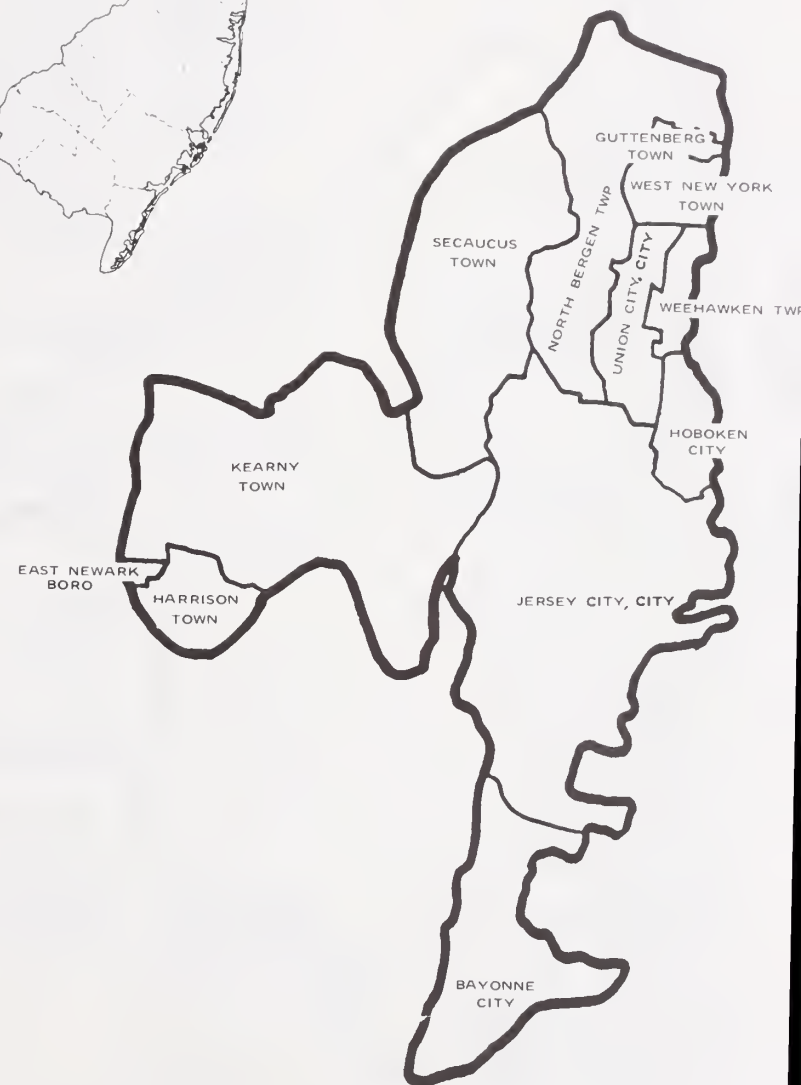 GUTTENBERG
TOWN
WEST NEW YORK
TOWN
NORTH BERGEN TWP
SECAUCUS
TOWN
UNION CITY, CITY
WEEHAWKEN TWP
HOBOKEN
CITY
KEARNY
TOWN
EAST NEWARK
BORO
HARRISON
TOWN
JERSEY CITY, CITY
BAYONNE
CITY